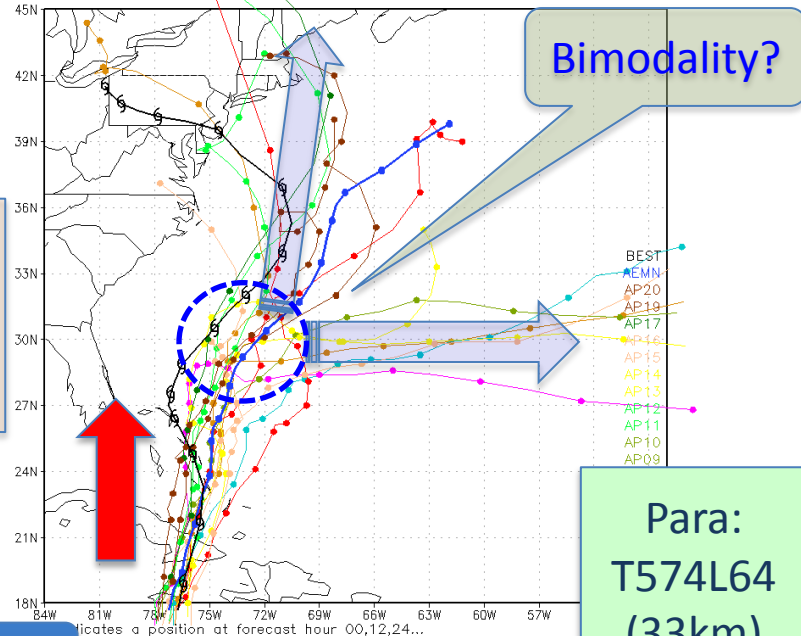 Bimodality?
45N
42N
39N
36N
33N
30N
27N
24N
21N
18N
84W 81W 78W 75W 72W 69W 66W 63W 60W 57W
BEST
AEMN
AP20
AP19
AP17
AP16
AP15
AP14
AP13
AP12
AP11
AP10
AP09
icates a position at forecast hour 00,12,24...
Para:
T574L64
(33km)